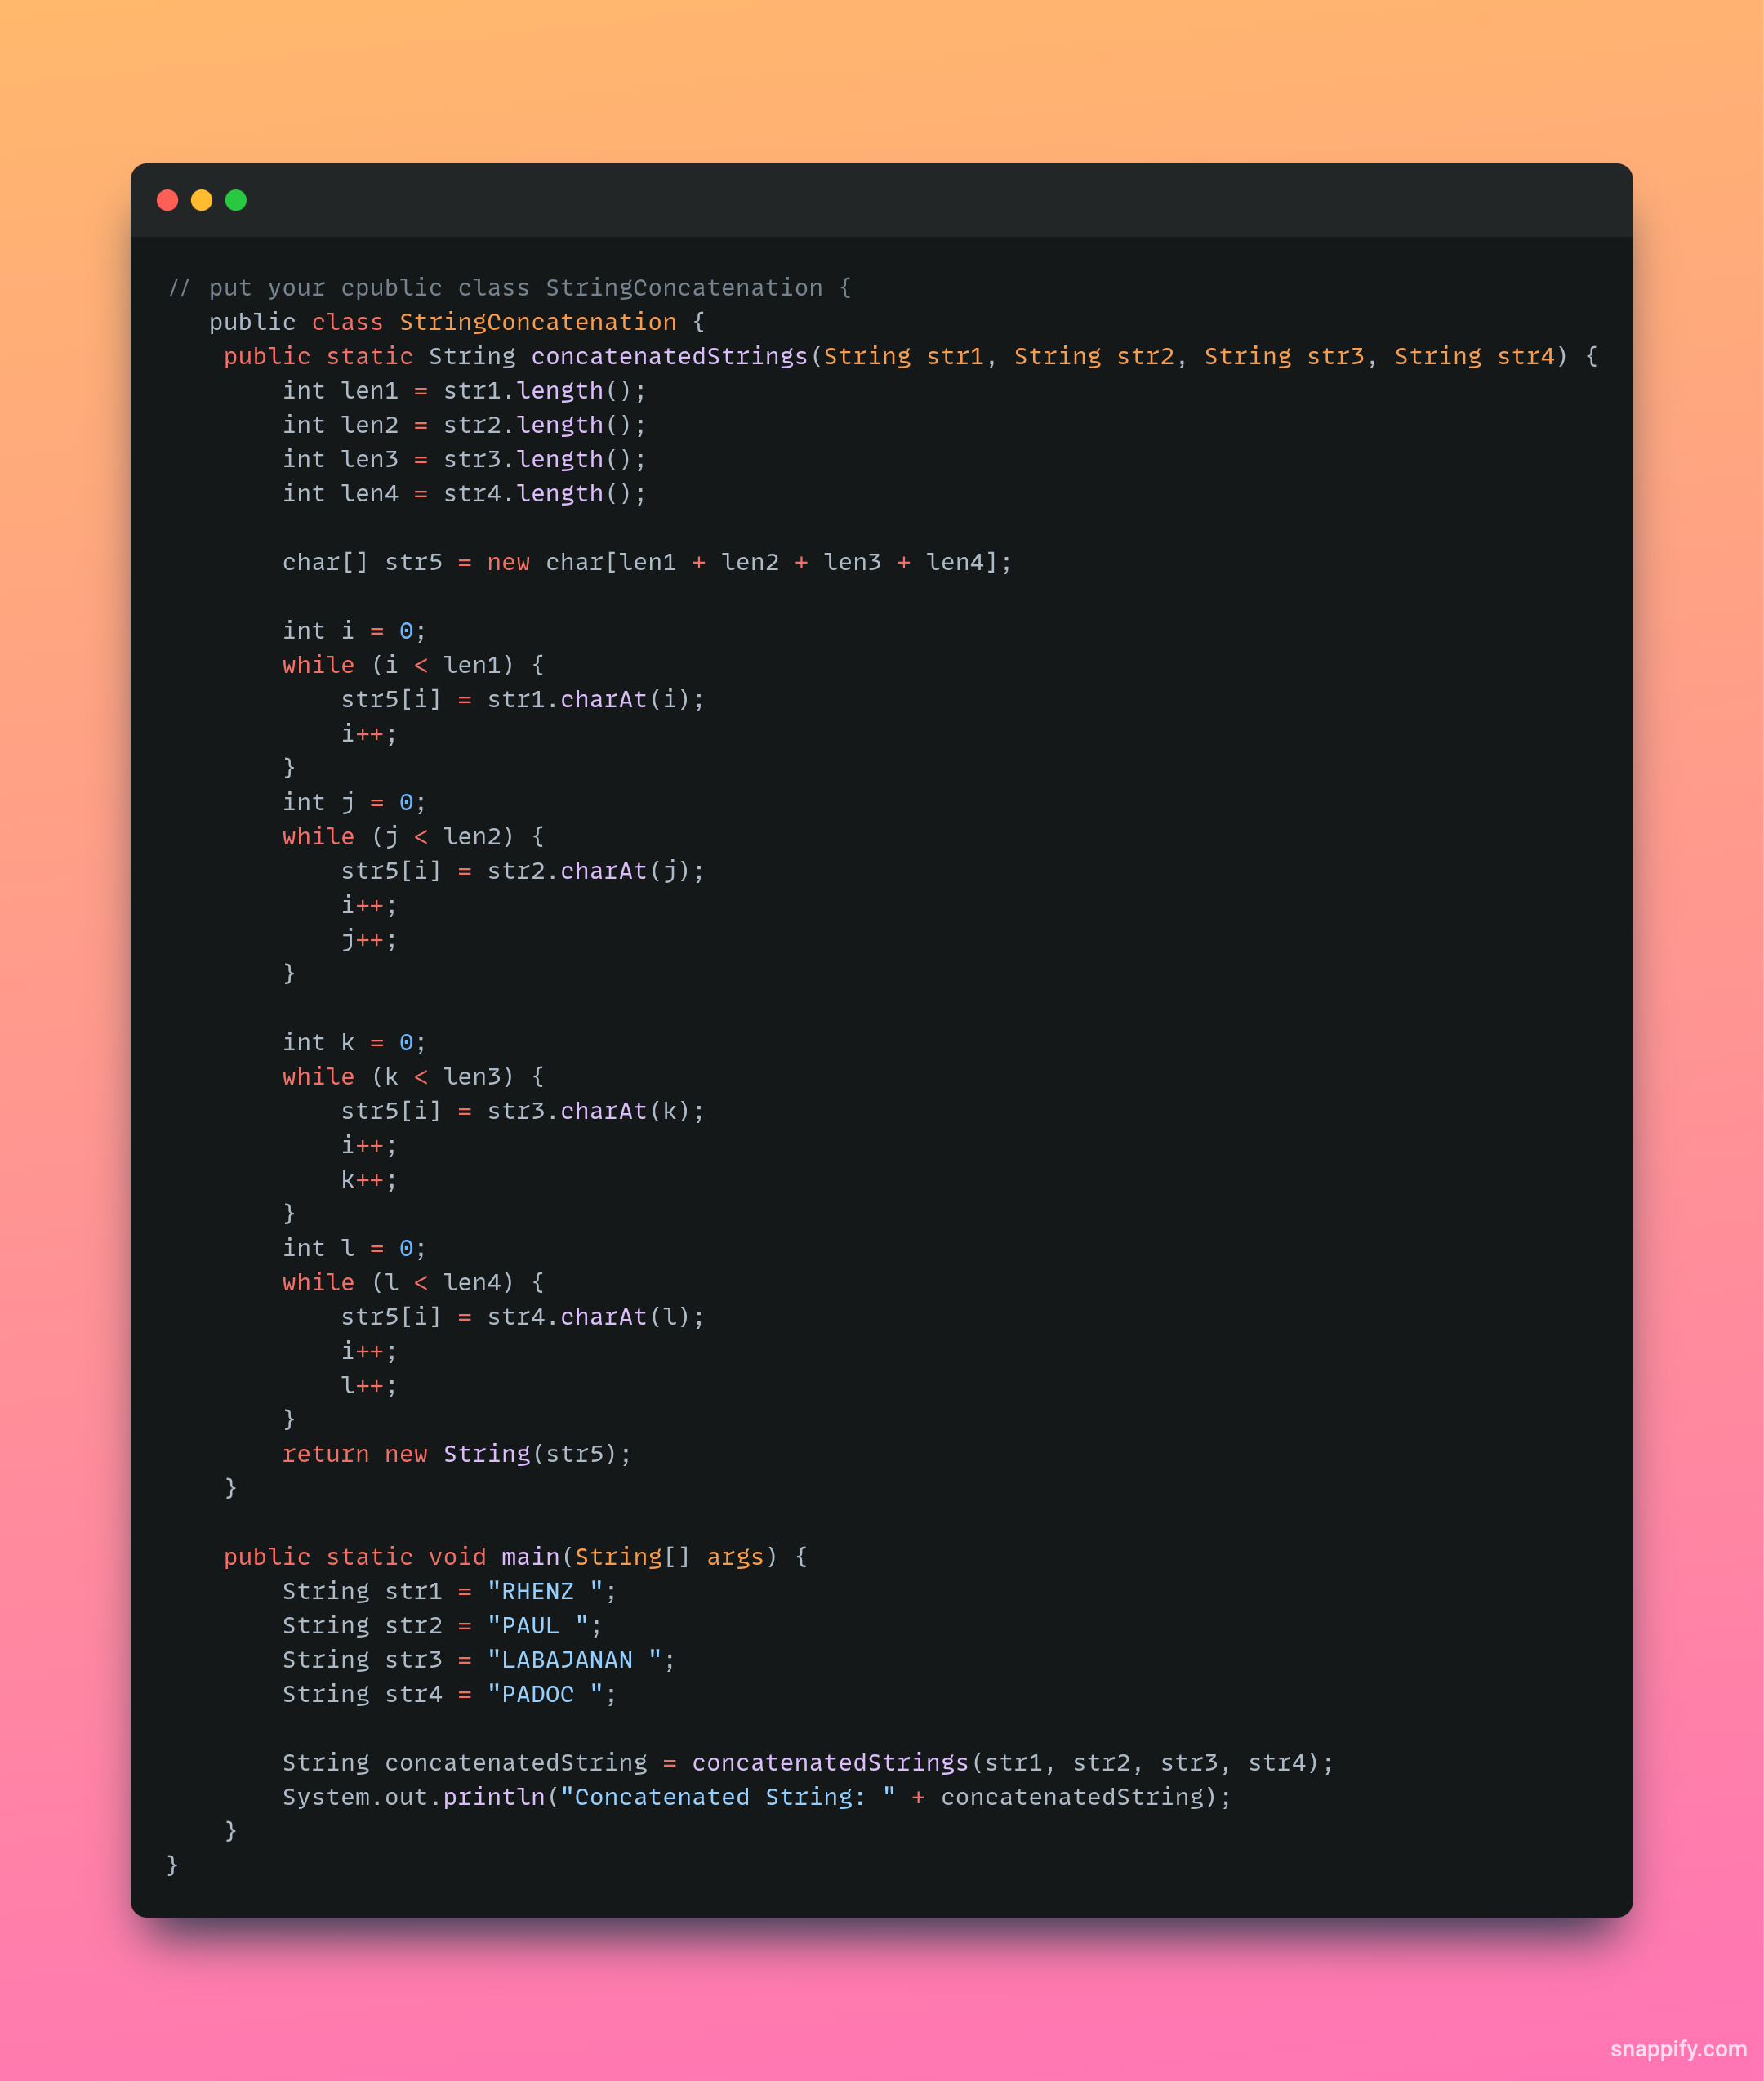 // put your cpublic class StringConcatenation {
   public class StringConcatenation {
    public static String concatenatedStrings(String str1, String str2, String str3, String str4) {
        int len1 = str1.length();
        int len2 = str2.length();
        int len3 = str3.length();
        int len4 = str4.length();

        char[] str5 = new char[len1 + len2 + len3 + len4];

        int i = 0;
        while (i < len1) {
            str5[i] = str1.charAt(i);
            i++;
        }
        int j = 0;
        while (j < len2) {
            str5[i] = str2.charAt(j);
            i++;
            j++;
        }

        int k = 0;
        while (k < len3) {
            str5[i] = str3.charAt(k);
            i++;
            k++;
        }
        int l = 0;
        while (l < len4) {
            str5[i] = str4.charAt(l);
            i++;
            l++;
        }
        return new String(str5);
    }

    public static void main(String[] args) {
        String str1 = "RHENZ ";
        String str2 = "PAUL ";
        String str3 = "LABAJANAN ";
        String str4 = "PADOC ";

        String concatenatedString = concatenatedStrings(str1, str2, str3, str4);
        System.out.println("Concatenated String: " + concatenatedString);
    }
}
snappify.com